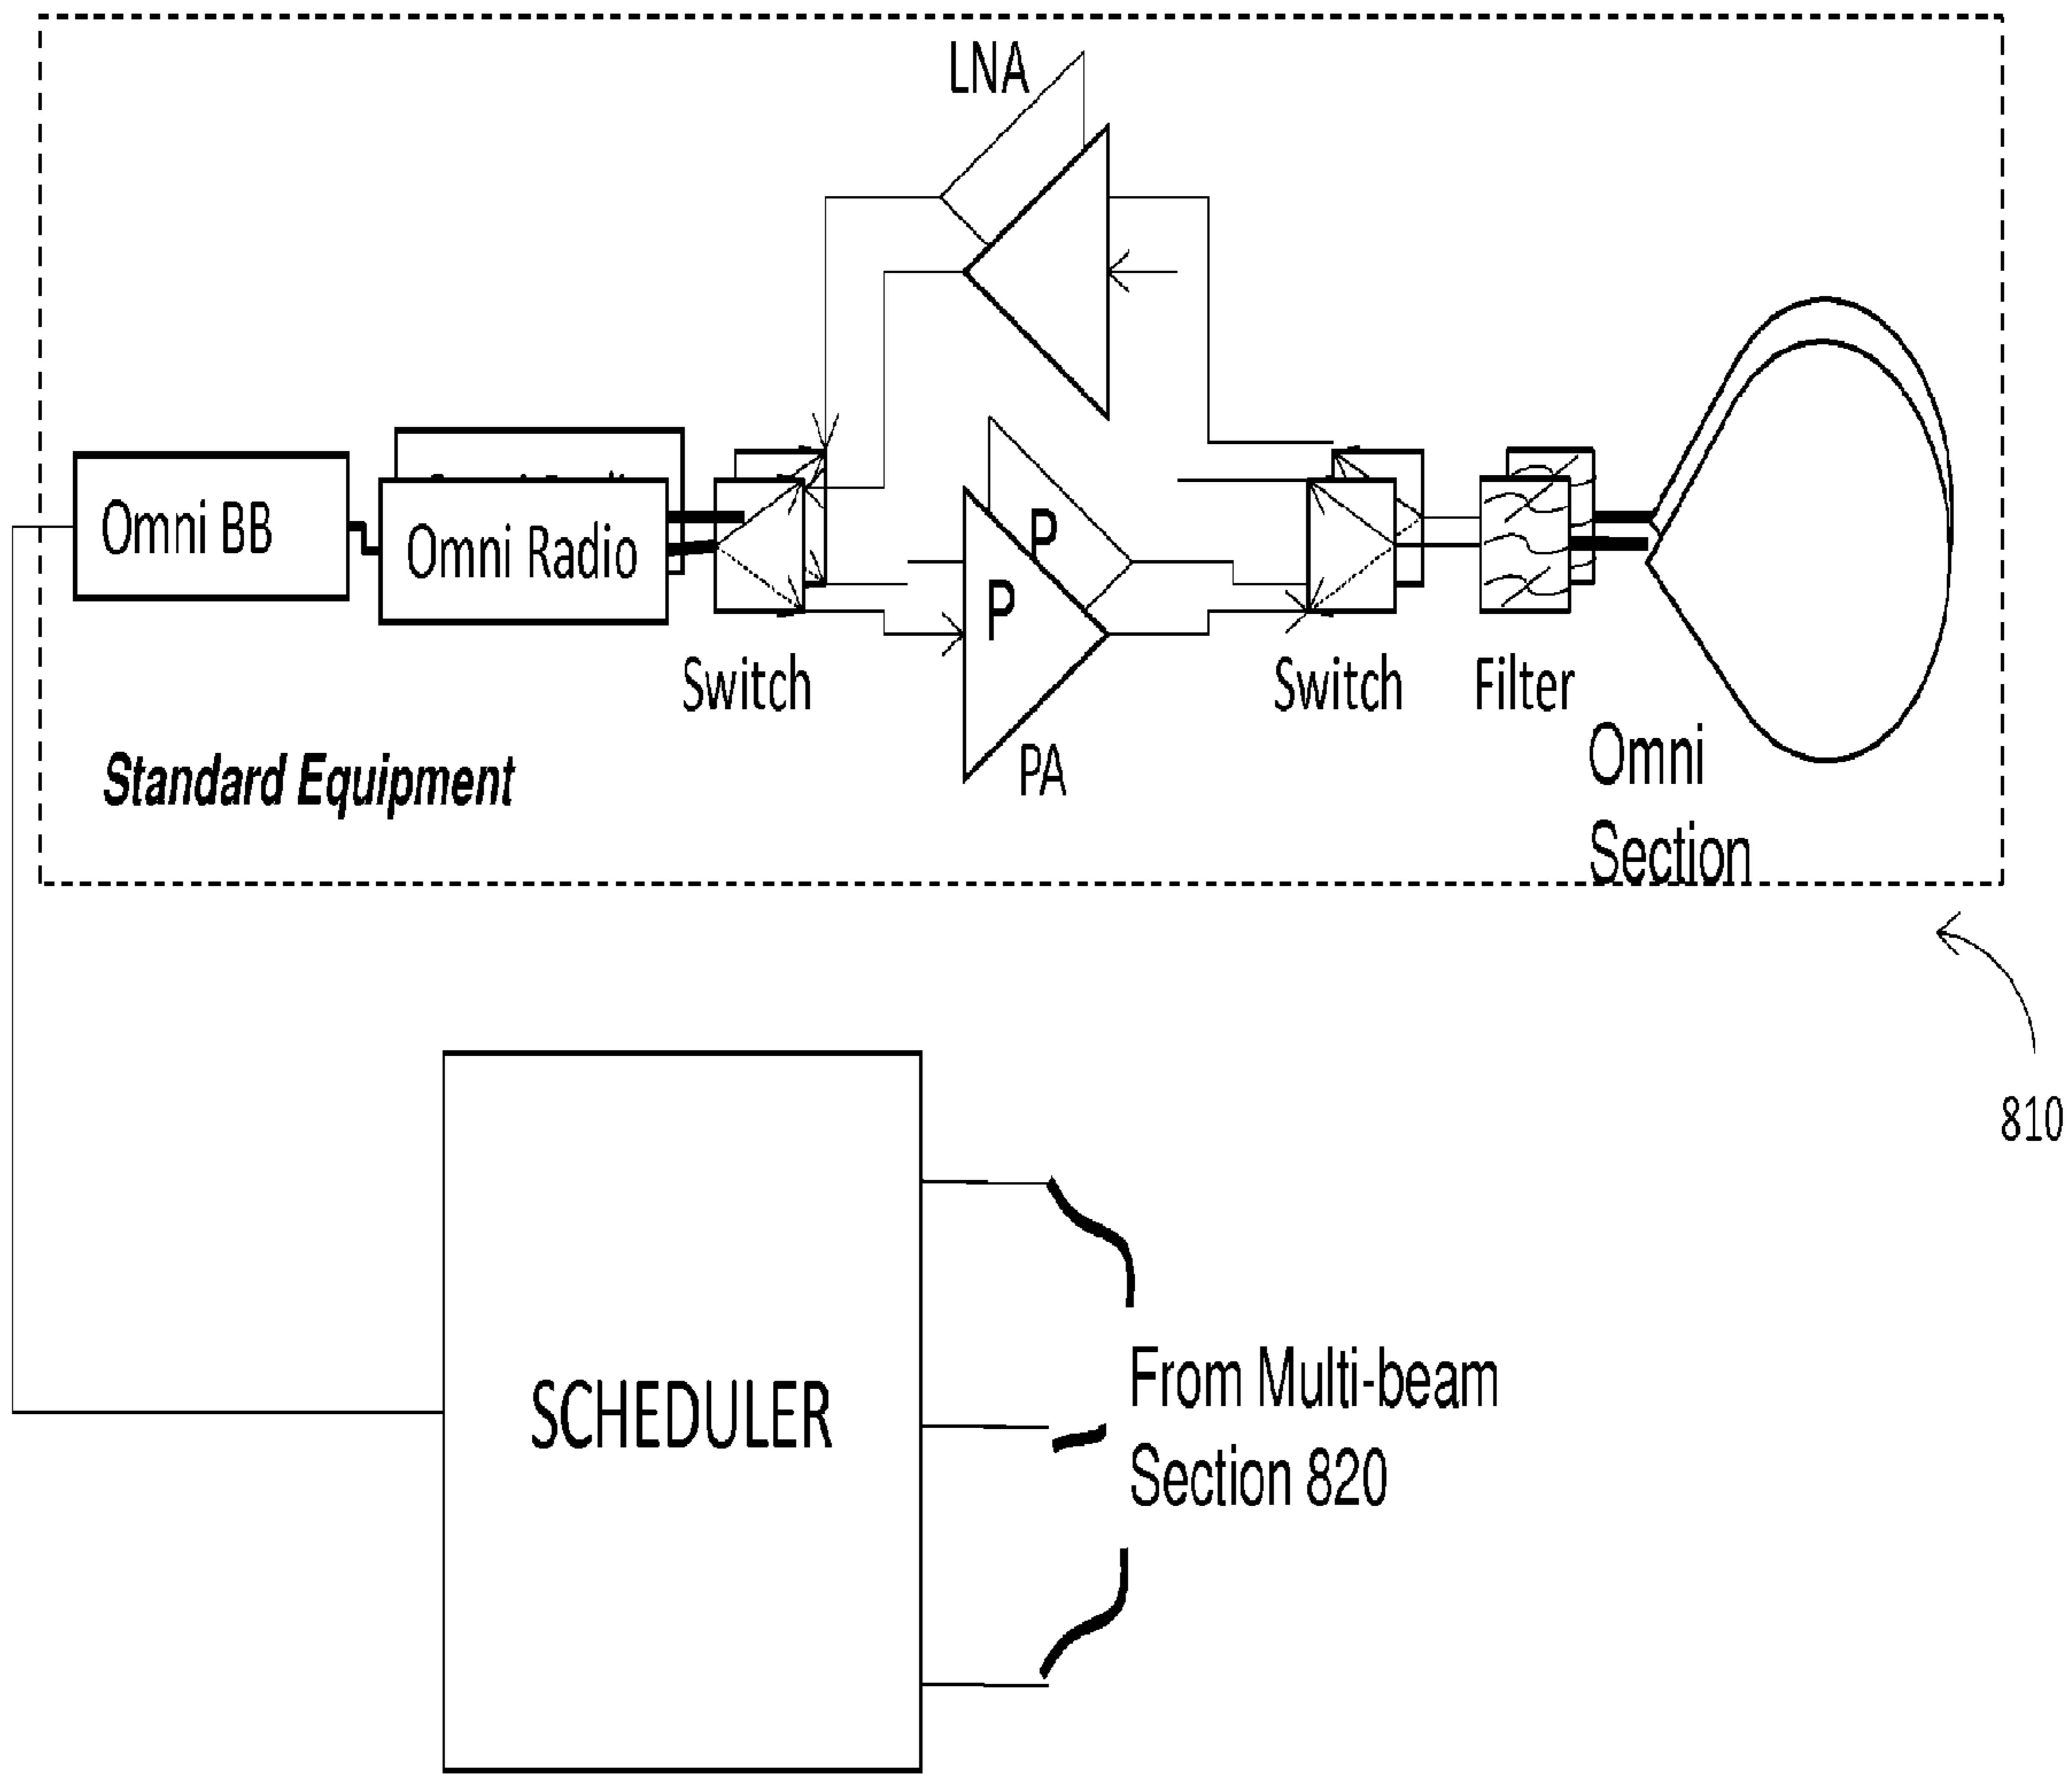 LNA
Omni BB
Omni Radio
P
P
Switch
Switch
Filter
PA
Omni
Section
Standard Equipment
810
SCHEDULER
From Multi-beam
Section 820